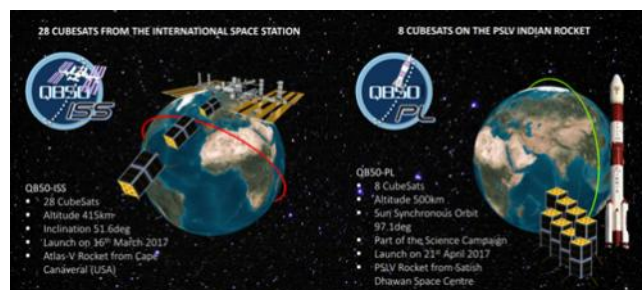 28 CUBESATS FROM THE INTERNATIONAL SPACE STATION
QB50
ISS
QB50-ISS
• 28 CubeSats
• Altitude 415km
• Inclination 51.6deg
• Launch on 16th March 2017
• Atlas-V Rocket from Cape
Canaveral (USA)
8 CUBESATS ON THE PSLV INDIAN ROCKET
QB50
PL
QB50-PL
• 8 CubeSats
• Altitude 500km
• Sun Synchronous Orbit
97.1deg
• Part of the Science Campaign
• Launch on 21st April 2017
• PSLV Rocket from Satish
Dhawan Space Centre